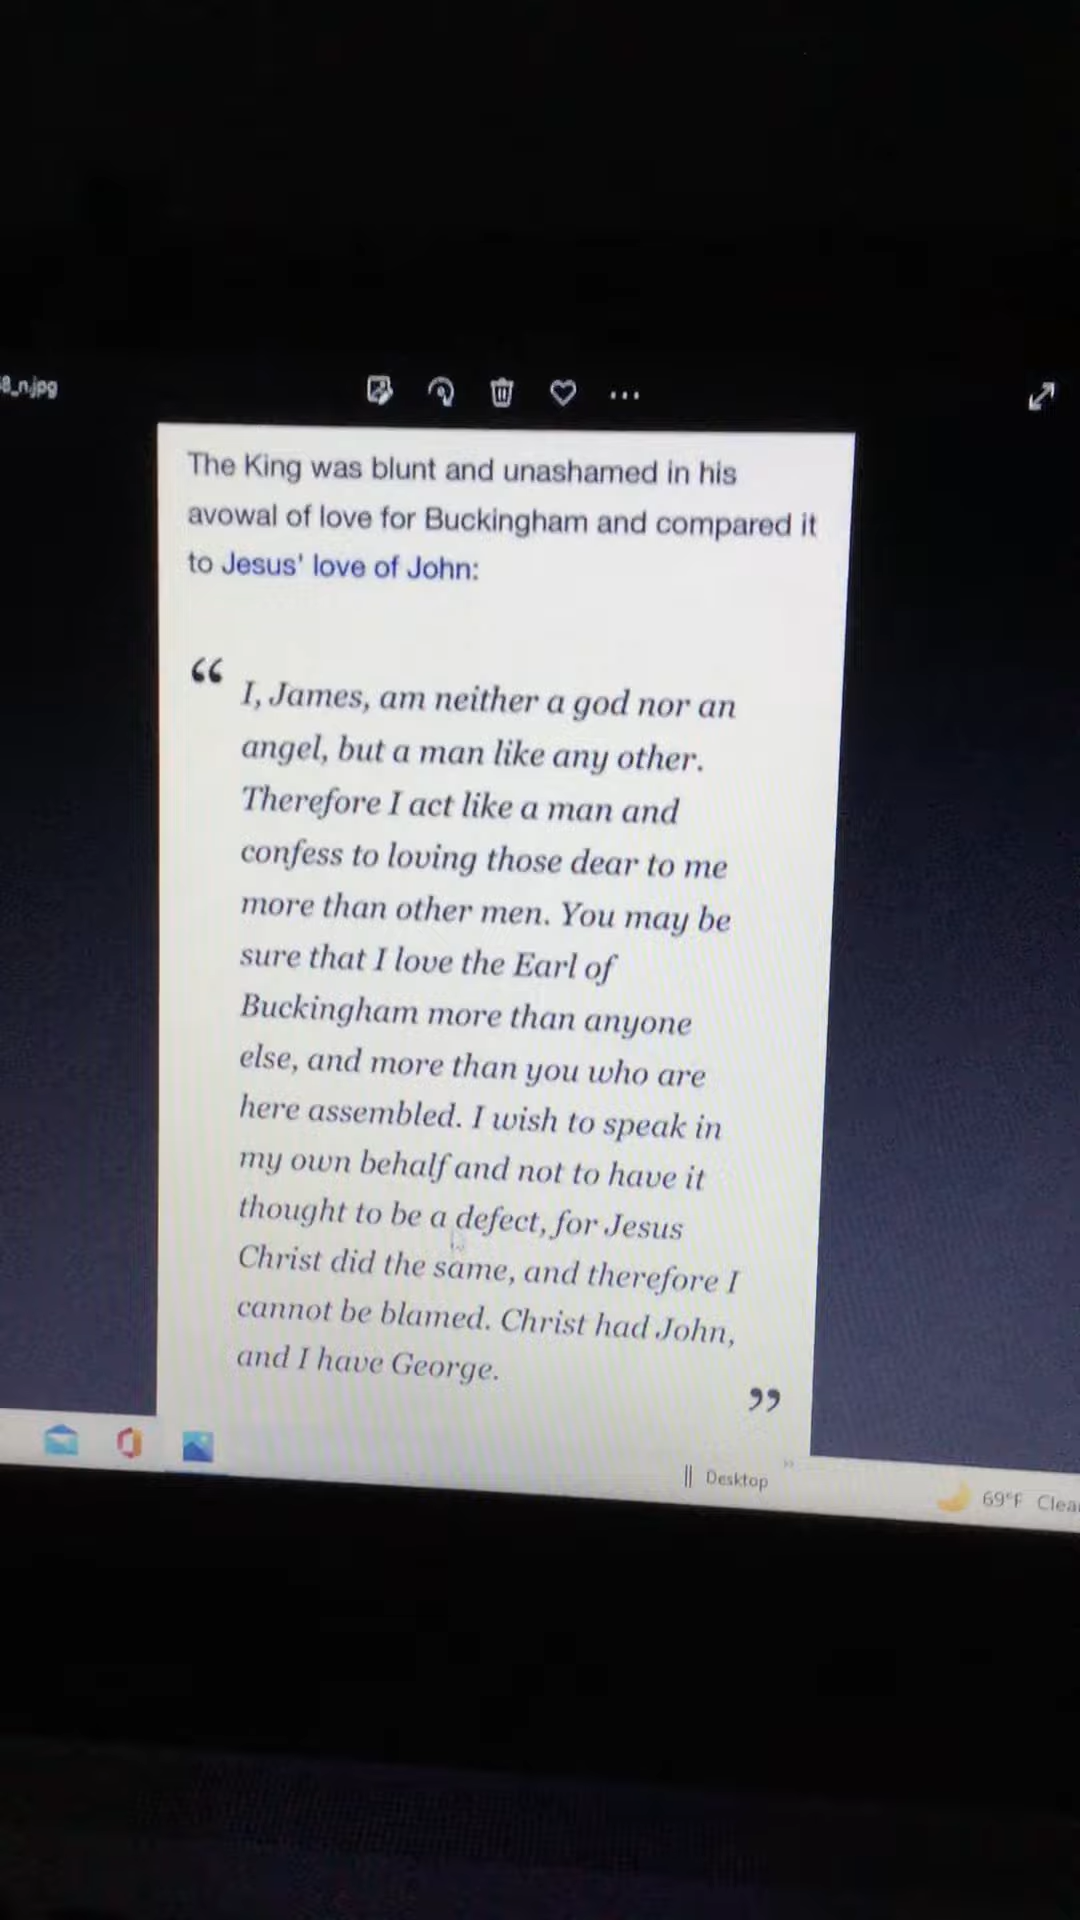 8_n.jpg
The King was blunt and unashamed in his
avowal of love for Buckingham and compared it
to Jesus' love of John:
“ I, James, am neither a god nor an
angel, but a man like any other.
Therefore I act like a man and
confess to loving those dear to me
more than other men. You may be
sure that I love the Earl of
Buckingham more than anyone
else, and more than you who are
here assembled. I wish to speak in
my own behalf and not to have it
thought to be a defect, for Jesus
Christ did the same, and therefore I
cannot be blamed. Christ had John,
and I have George.
”
Desktop
69°F Clea